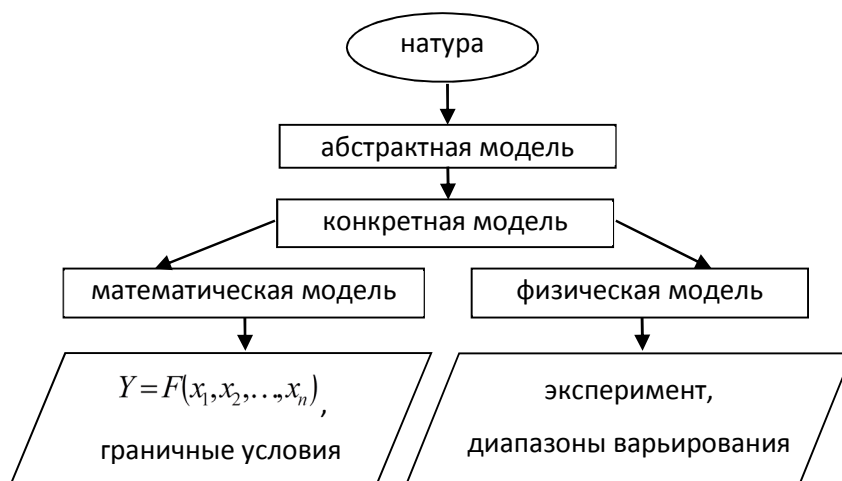 натура
абстрактная модель
конкретная модель
математическая модель
физическая модель
Y = F(x₁,x₂,...,xₙ),
граничные условия
эксперимент,
диапазоны варьирования